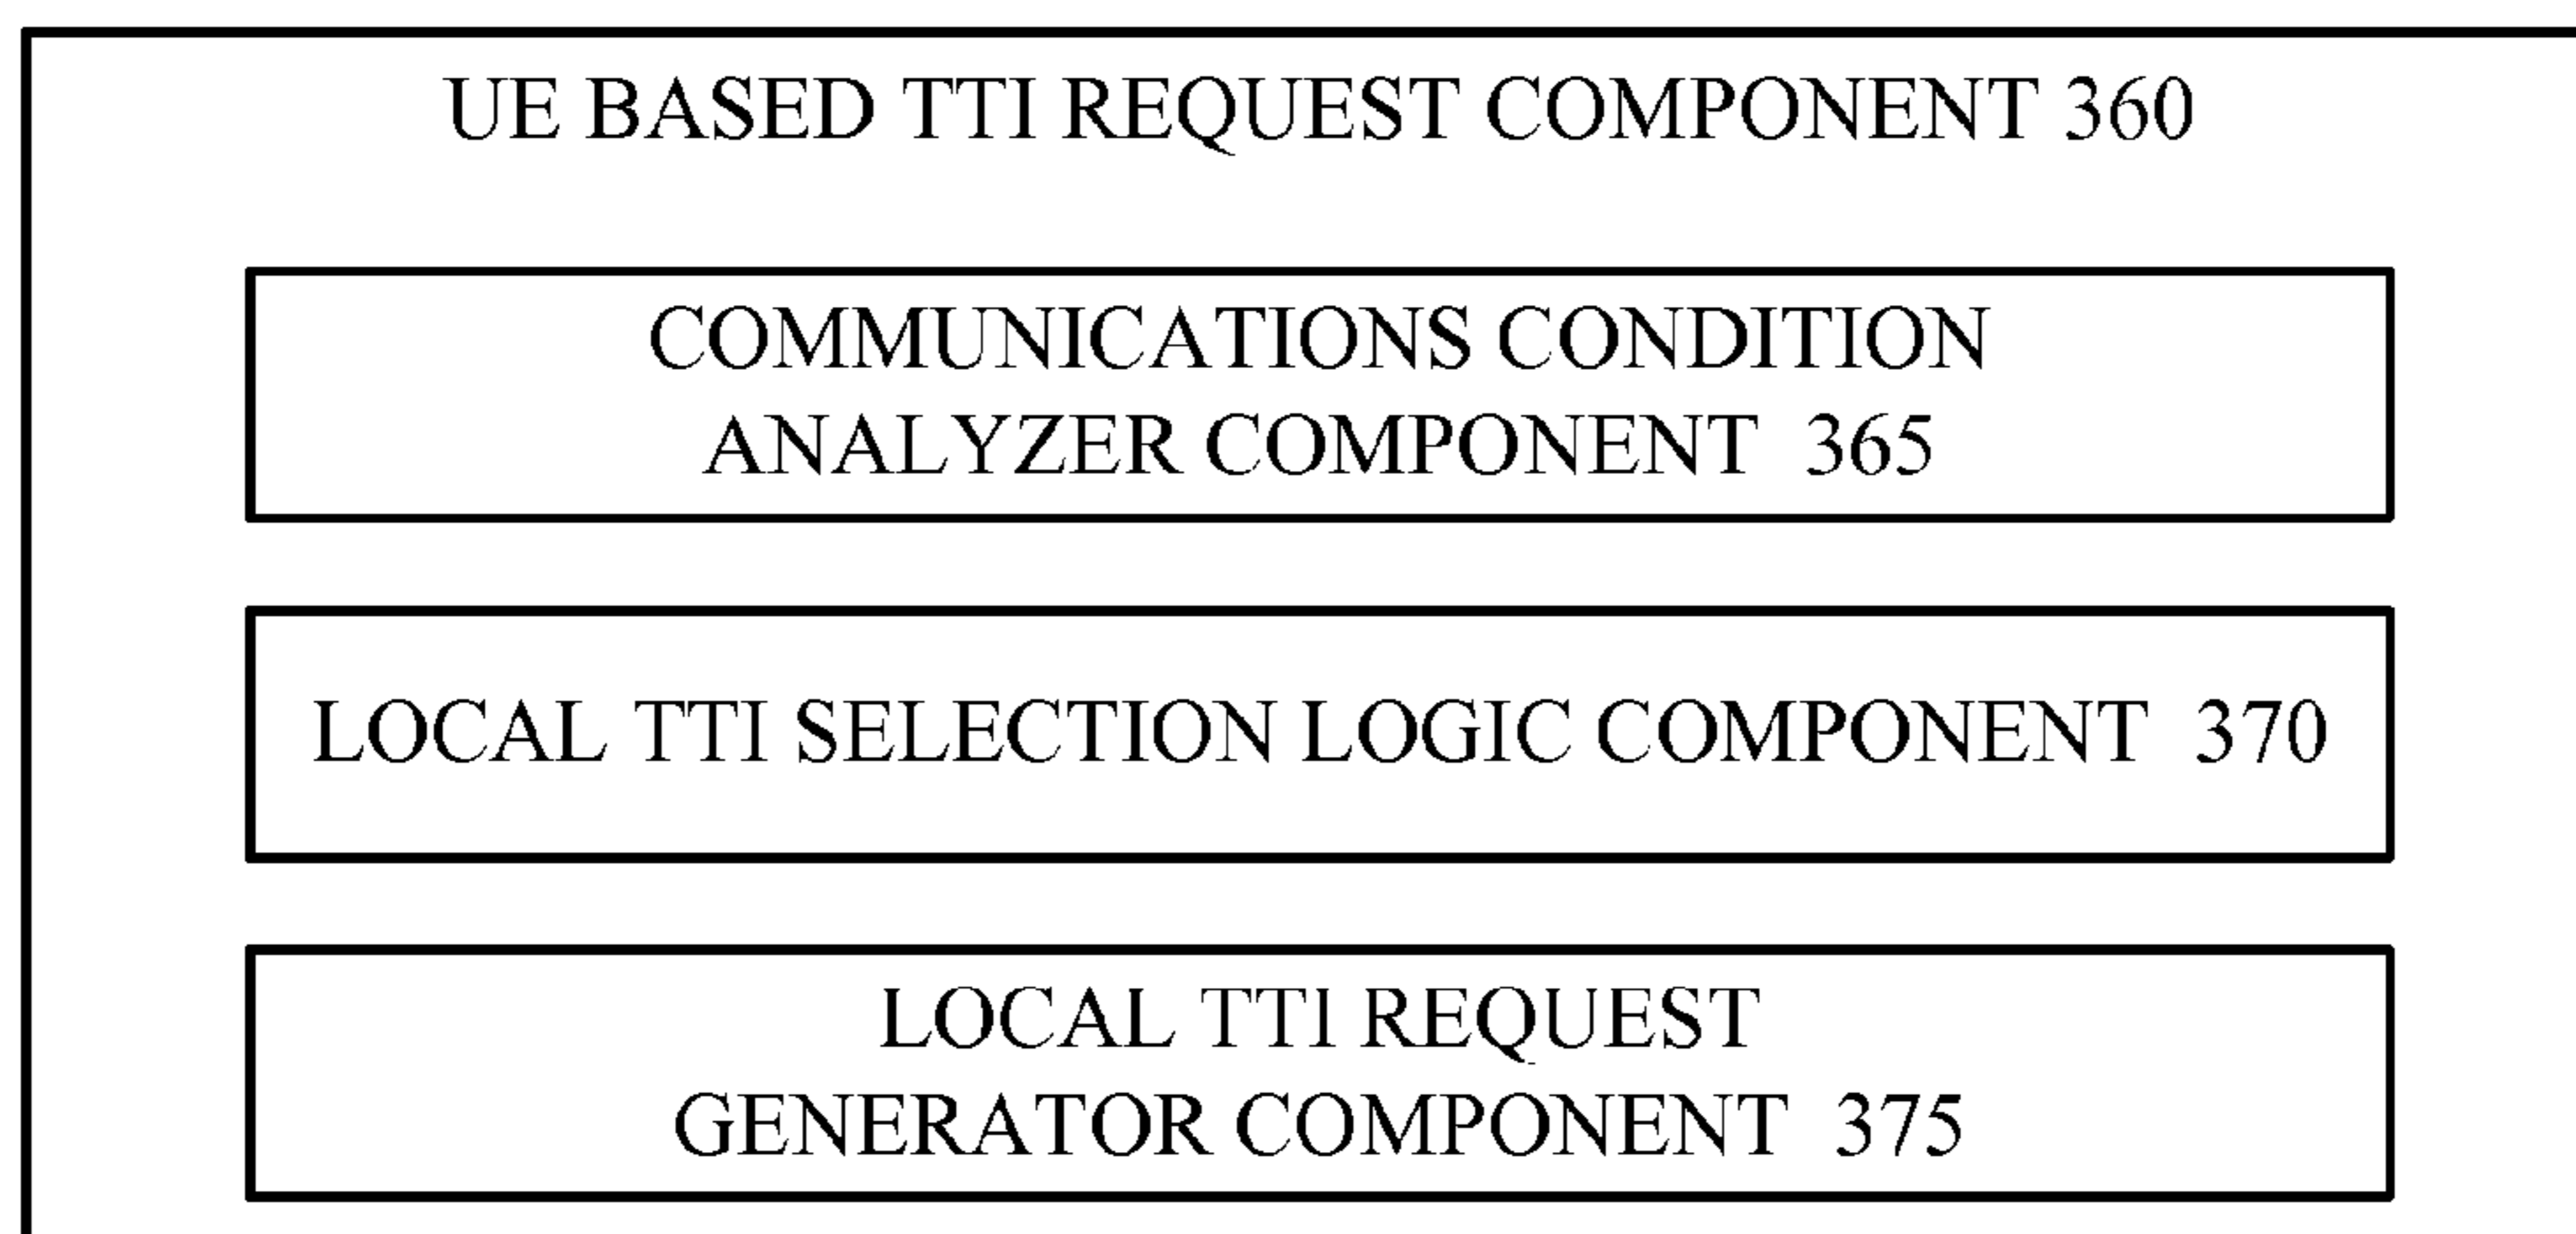 UE BASED TTI REQUEST COMPONENT 360
COMMUNICATIONS CONDITION
ANALYZER COMPONENT 365
LOCAL TTI SELECTION LOGIC COMPONENT 370
LOCAL TTI REQUEST
GENERATOR COMPONENT 375